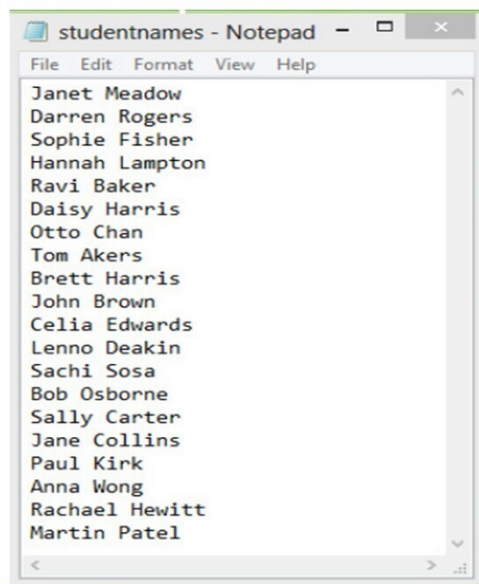 studentnames - Notepad
File Edit Format View Help
Janet Meadow
Darren Rogers
Sophie Fisher
Hannah Lampton
Ravi Baker
Daisy Harris
Otto Chan
Tom Akers
Brett Harris
John Brown
Celia Edwards
Lenno Deakin
Sachi Sosa
Bob Osborne
Sally Carter
Jane Collins
Paul Kirk
Anna Wong
Rachael Hewitt
Martin Patel